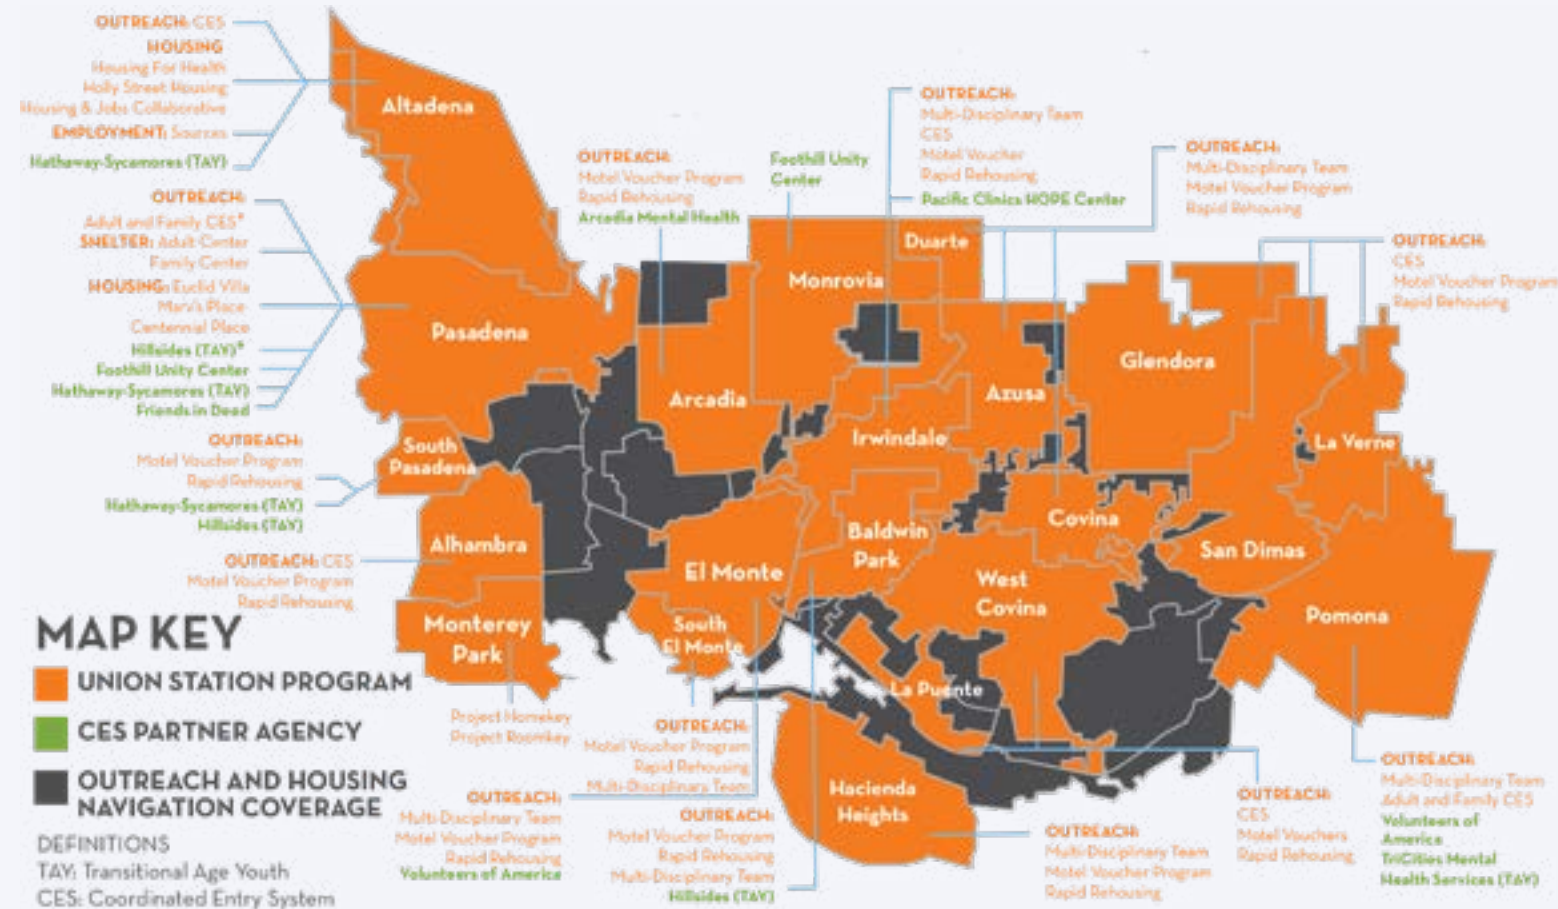 OUTREACH: CES
HOUSING
Housing For Health
Holly Street Housing
Housing & Jobs Collaborative
EMPLOYMENT: Sources
Hathaway-Sycamores (TAY)
OUTREACH:
Adult and Family CES*
SHELTER: Adult Center
Family Center
HOUSING: Euclid Villa
Marv's Place
Centennial Place
Hillsides (TAY)*
Foothill Unity Center
Hathaway-Sycamores (TAY)
Friends in Deed
OUTREACH:
Motel Voucher Program
Rapid Rehousing
Hathaway-Sycamores (TAY)
Hillsides (TAY)
OUTREACH: CES
Motel Voucher Program
Rapid Rehousing
OUTREACH:
Motel Voucher Program
Rapid Rehousing
Arcadia Mental Health
Foothill Unity
Center
OUTREACH:
Multi-Disciplinary Team
CES
Motel Voucher
Rapid Rehousing
Pacific Clinics HOPE Center
OUTREACH:
Multi-Disciplinary Team
Motel Voucher Program
Rapid Rehousing
OUTREACH:
CES
Motel Voucher Program
Rapid Rehousing
Altadena
Pasadena
South
Pasadena
Alhambra
Monterey
Park
Arcadia
Monrovia
Duarte
Irwindale
Azusa
Glendora
La Verne
Baldwin
Park
Covina
San Dimas
El Monte
South
El Monte
West
Covina
Pomona
La Puente
Hacienda
Heights
MAP KEY
UNION STATION PROGRAM
CES PARTNER AGENCY
OUTREACH AND HOUSING
NAVIGATION COVERAGE
DEFINITIONS
TAY: Transitional Age Youth
CES: Coordinated Entry System
Project Homekey
Project Roomkey
OUTREACH:
Motel Voucher Program
Rapid Rehousing
Multi-Disciplinary Team
OUTREACH:
Multi-Disciplinary Team
Motel Voucher Program
Rapid Rehousing
Volunteers of America
OUTREACH:
Motel Voucher Program
Rapid Rehousing
Multi-Disciplinary Team
Hillsides (TAY)
OUTREACH:
Multi-Disciplinary Team
Motel Voucher Program
Rapid Rehousing
OUTREACH:
CES
Motel Vouchers
Rapid Rehousing
OUTREACH:
Multi-Disciplinary Team
Adult and Family CES
Volunteers of
America
TriCities Mental
Health Services (TAY)